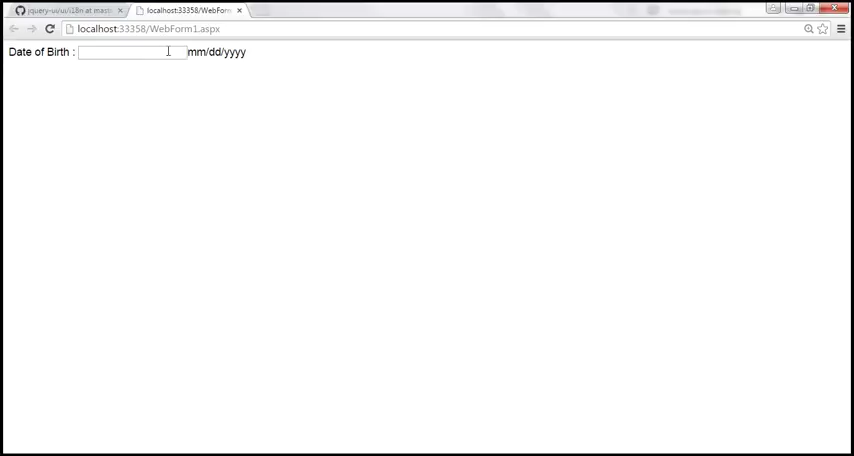 jquery-ui/ui/i18n at mast
localhost:33358/WebForm
localhost:33358/WebForm1.aspx
Date of Birth : mm/dd/yyyy